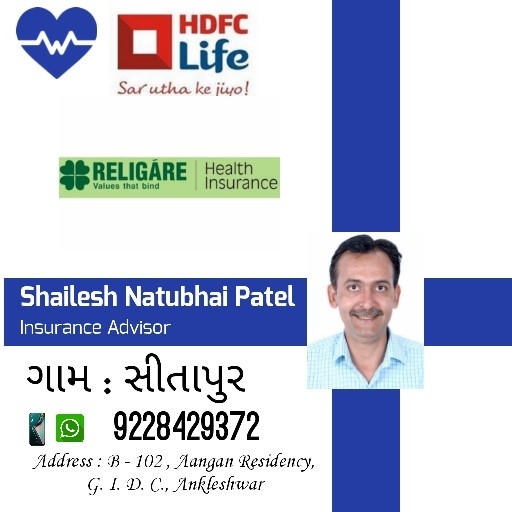 HDFC
Life
Sar utha ke jiyo!
RELIGÁRE
Values that bind
Health
Insurance
Shailesh Natubhai Patel
Insurance Advisor
ગામ : સીતાપુર
9228429372
Address : B - 102 , Aangan Residency,
G. I. D. C., Ankleshwar